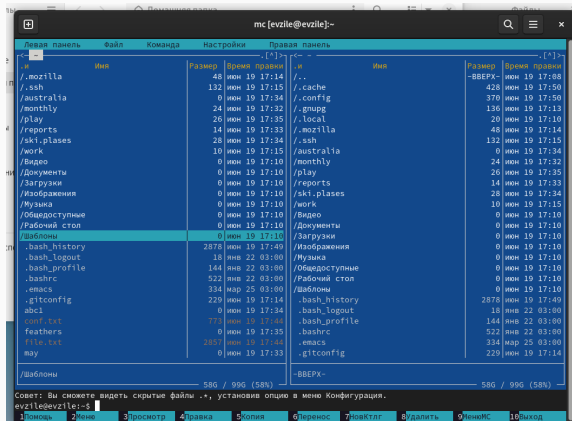 Домашняя папка
Файлы
mc [evzile@evzile]:~
Левая панель Файл Команда Настройки Правая панель
<— ~ .[^]> <— ~ .[^]>
.и Имя Размер Время правки .и Имя Размер Время правки
/.mozilla 48 июн 19 17:14 /.. -ВВЕРХ- июн 19 17:08
/.ssh 132 июн 19 17:15 /.cache 428 июн 19 17:50
/australia 0 июн 19 17:34 /.config 370 июн 19 17:50
/monthly 24 июн 19 17:32 /.gnupg 136 июн 19 17:13
/play 26 июн 19 17:35 /.local 20 июн 19 17:10
/reports 14 июн 19 17:33 /.mozilla 48 июн 19 17:14
/ski.plases 28 июн 19 17:34 /.ssh 132 июн 19 17:15
/work 10 июн 19 17:15 /australia 0 июн 19 17:34
/Видео 0 июн 19 17:10 /monthly 24 июн 19 17:32
/Документы 0 июн 19 17:10 /play 26 июн 19 17:35
/Загрузки 0 июн 19 17:10 /reports 14 июн 19 17:33
/Изображения 0 июн 19 17:10 /ski.plases 28 июн 19 17:34
/Музыка 0 июн 19 17:10 /work 10 июн 19 17:15
/Общедоступные 0 июн 19 17:10 /Видео 0 июн 19 17:10
/Рабочий стол 0 июн 19 17:10 /Документы 0 июн 19 17:10
/Шаблоны 0 июн 19 17:10 /Загрузки 0 июн 19 17:10
.bash_history 2878 июн 19 17:49 /Изображения 0 июн 19 17:10
.bash_logout 18 янв 22 03:00 /Музыка 0 июн 19 17:10
.bash_profile 144 янв 22 03:00 /Общедоступные 0 июн 19 17:10
.bashrc 522 янв 22 03:00 /Рабочий стол 0 июн 19 17:10
.emacs 334 мар 25 03:00 /Шаблоны 0 июн 19 17:10
.gitconfig 229 июн 19 17:14 .bash_history 2878 июн 19 17:49
abc1 0 июн 19 17:34 .bash_logout 18 янв 22 03:00
conf.txt 773 июн 19 17:44 .bash_profile 144 янв 22 03:00
feathers 0 июн 19 17:35 .bashrc 522 янв 22 03:00
file.txt 2857 июн 19 17:44 .emacs 334 мар 25 03:00
may 0 июн 19 17:33 .gitconfig 229 июн 19 17:14
/Шаблоны -ВВЕРХ-
58G / 99G (58%) 58G / 99G (58%)
Совет: Вы сможете видеть скрытые файлы .*, установив опцию в меню Конфигурация.
evzile@evzile:~$
1Помощь 2Меню 3Просмотр 4Правка 5Копия 6Перенос 7НовКтлг 8Удалить 9МенюMC 10Выход